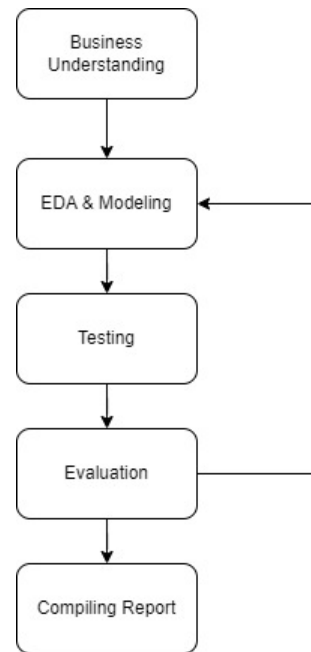 Business
Understanding
EDA & Modeling
Testing
Evaluation
Compiling Report